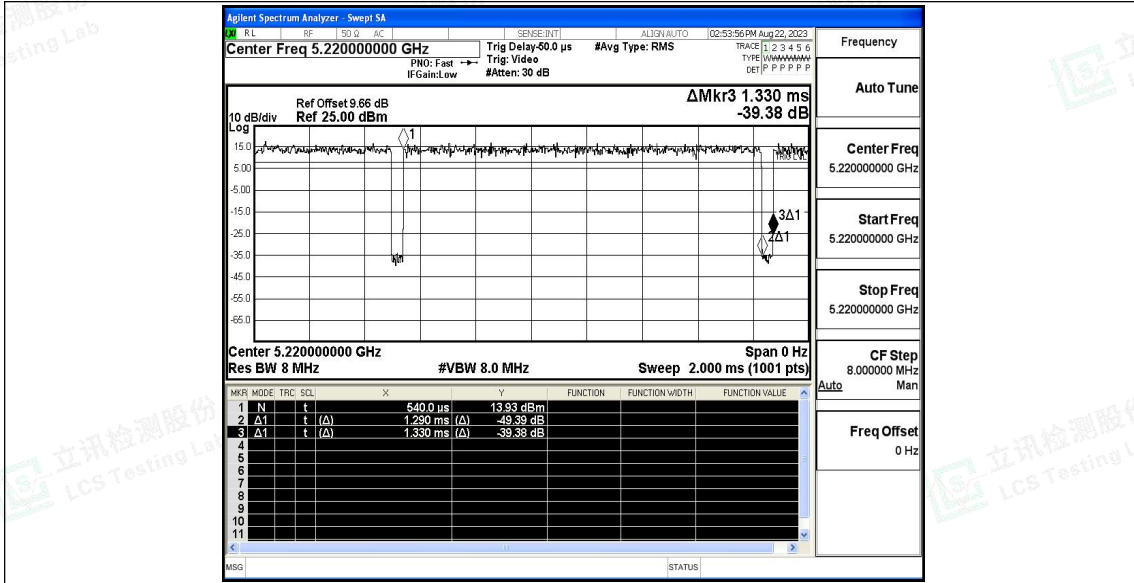 Agilent Spectrum Analyzer - Swept SA
LXI RL RF 50 Ω AC SENSE:INT ALIGNAUTO 02:53:56 PM Aug 22, 2023
Center Freq 5.220000000 GHz Trig Delay-50.0 µs #Avg Type: RMS TRACE 1 2 3 4 5 6
PNO: Fast Trig: Video TYPE WWWWWW
IFGain:Low #Atten: 30 dB DET P P P P P P
Frequency
Auto Tune
Center Freq
5.220000000 GHz
Start Freq
5.220000000 GHz
Stop Freq
5.220000000 GHz
CF Step
8.000000 MHz
Auto Man
Freq Offset
0 Hz
ΔMkr3 1.330 ms
-39.38 dB
Ref Offset 9.66 dB
10 dB/div Ref 25.00 dBm
Log
15.0
5.00
-5.00
-15.0
-25.0
-35.0
-45.0
-55.0
-65.0
1
TRIG LVL
3Δ1
2Δ1
Center 5.220000000 GHz Span 0 Hz
Res BW 8 MHz #VBW 8.0 MHz Sweep 2.000 ms (1001 pts)
MKR MODE TRC SCL X Y FUNCTION FUNCTION WIDTH FUNCTION VALUE
1 N t 540.0 µs 13.93 dBm
2 Δ1 t (Δ) 1.290 ms (Δ) -49.39 dB
3 Δ1 t (Δ) 1.330 ms (Δ) -39.38 dB
4
5
6
7
8
9
10
11
MSG STATUS
立讯检测股份
LCS Testing Lab